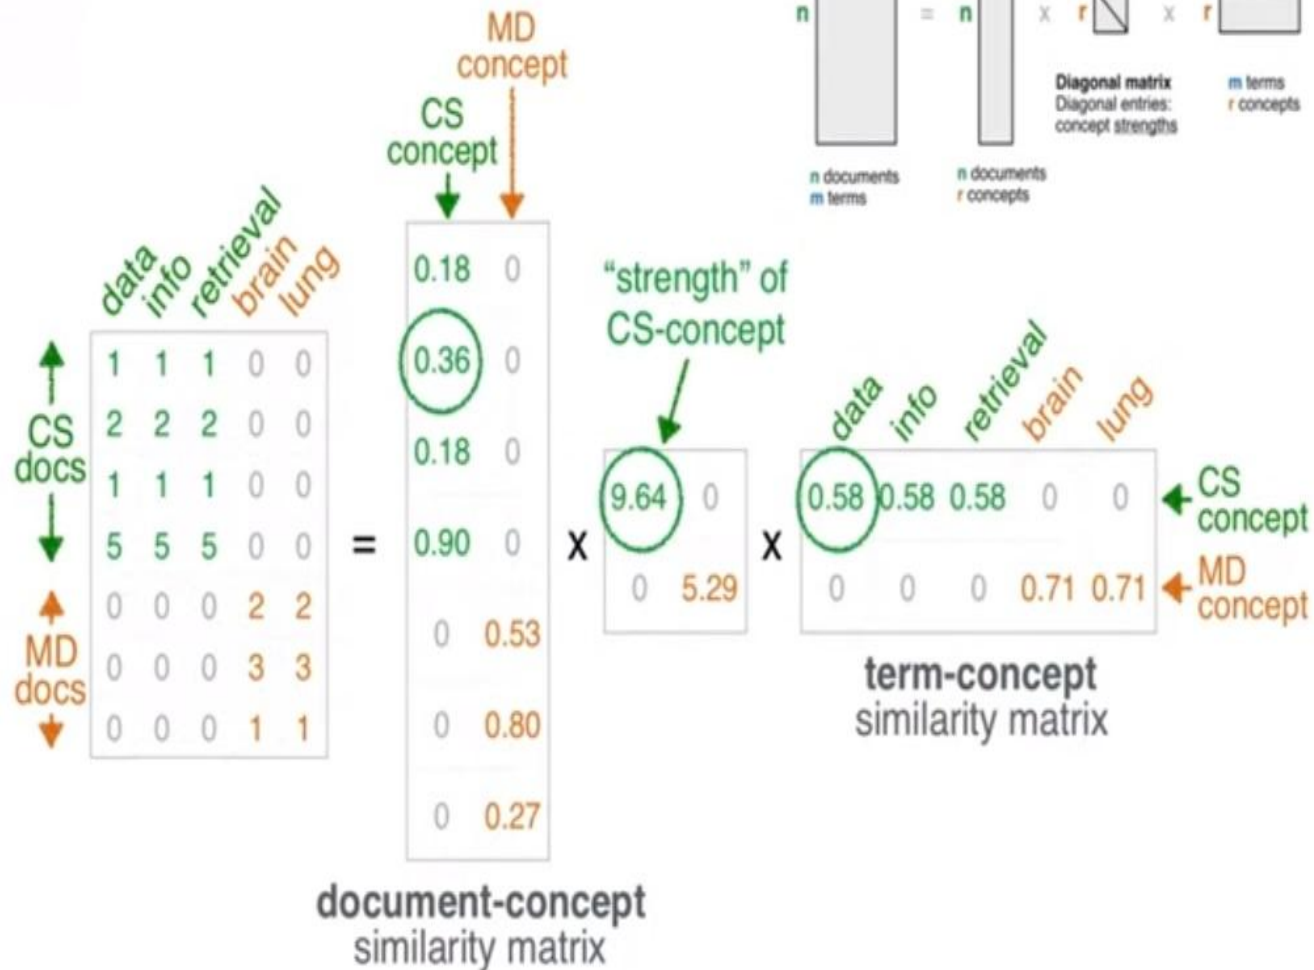 MD
concept
CS
concept
n = n x r x r
Diagonal matrix
Diagonal entries:
concept strengths
m terms
r concepts
n documents
m terms
n documents
r concepts
data info retrieval brain lung
1 1 1 0 0
2 2 2 0 0
1 1 1 0 0
5 5 5 0 0
0 0 0 2 2
0 0 0 3 3
0 0 0 1 1
CS
docs
MD
docs
=
0.18 0
0.36 0
0.18 0
0.90 0
0 0.53
0 0.80
0 0.27
document-concept
similarity matrix
x
"strength" of
CS-concept
9.64 0
0 5.29
x
data info retrieval brain lung
0.58 0.58 0.58 0 0
0 0 0 0.71 0.71
CS
concept
MD
concept
term-concept
similarity matrix